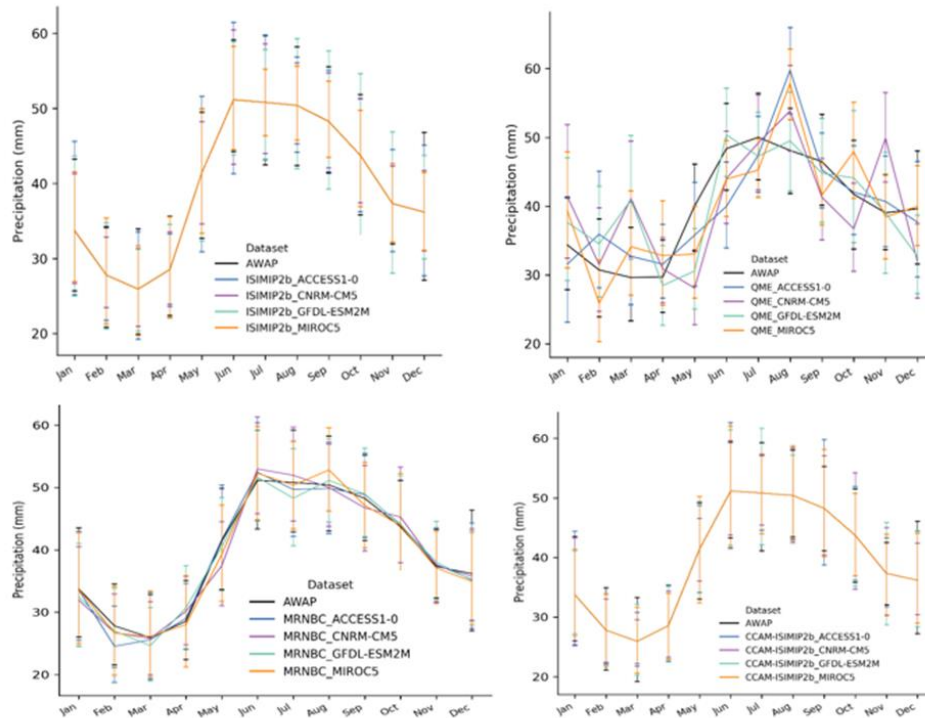 60
50
40
30
20
Precipitation (mm)
Dataset
AWAP
ISIMIP2b_ACCESS1-0
ISIMIP2b_CNRM-CM5
ISIMIP2b_GFDL-ESM2M
ISIMIP2b_MIROC5
Jan Feb Mar Apr May Jun Jul Aug Sep Oct Nov Dec
60
50
40
30
20
Precipitation (mm)
Dataset
AWAP
QME_ACCESS1-0
QME_CNRM-CM5
QME_GFDL-ESM2M
QME_MIROC5
Jan Feb Mar Apr May Jun Jul Aug Sep Oct Nov Dec
60
50
40
30
20
Precipitation (mm)
Dataset
AWAP
MRNBC_ACCESS1-0
MRNBC_CNRM-CM5
MRNBC_GFDL-ESM2M
MRNBC_MIROC5
Jan Feb Mar Apr May Jun Jul Aug Sep Oct Nov Dec
60
50
40
30
20
Precipitation (mm)
Dataset
AWAP
CCAM-ISIMIP2b_ACCESS1-0
CCAM-ISIMIP2b_CNRM-CM5
CCAM-ISIMIP2b_GFDL-ESM2M
CCAM-ISIMIP2b_MIROC5
Jan Feb Mar Apr May Jun Jul Aug Sep Oct Nov Dec